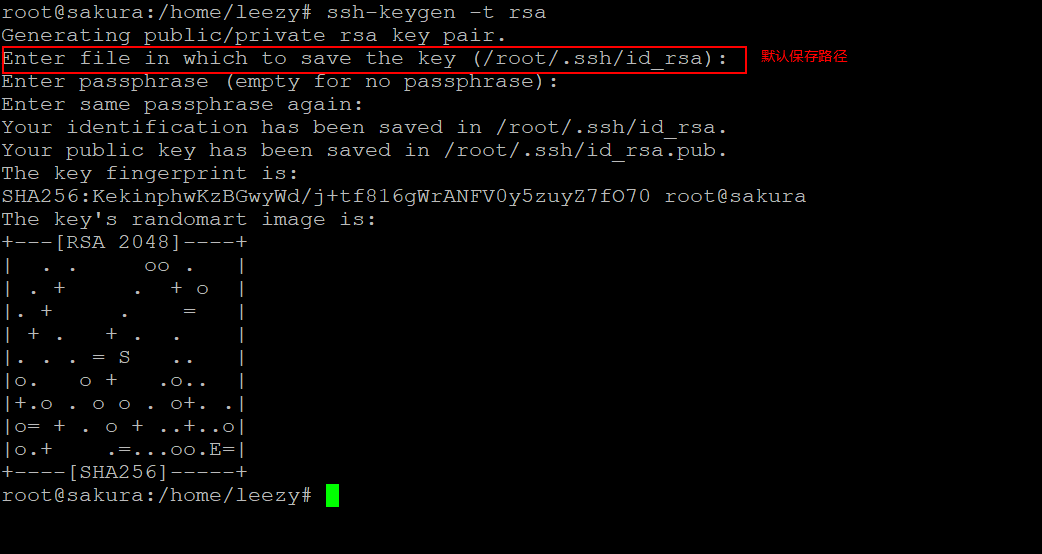 root@sakura:/home/leezy# ssh-keygen -t rsa
Generating public/private rsa key pair.
Enter file in which to save the key (/root/.ssh/id_rsa): 默认保存路径
Enter passphrase (empty for no passphrase):
Enter same passphrase again:
Your identification has been saved in /root/.ssh/id_rsa.
Your public key has been saved in /root/.ssh/id_rsa.pub.
The key fingerprint is:
SHA256:KekinphwKzBGwyWd/j+tf816gWrANFV0y5zuyZ7fO70 root@sakura
The key's randomart image is:
+---[RSA 2048]----+
|  . .     oo .   |
| . +     .  + o  |
|. +     .    =   |
| + .   + .  .    |
|. . . = S   ..   |
|o.   o +   .o..  |
|+.o . o o . o+. .|
|o= + . o + ..+..o|
|o.+    .=...oo.E=|
+----[SHA256]-----+
root@sakura:/home/leezy#